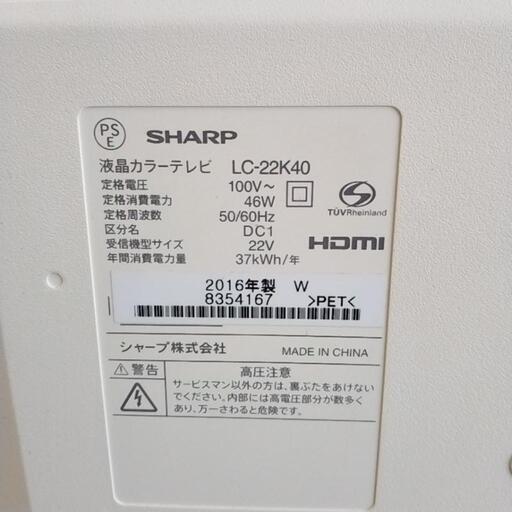 PS
E
SHARP
液晶カラーテレビ LC-22K40
定格電圧 100V～
定格消費電力 46W
定格周波数 50/60Hz
区分名 DC1
受信機型サイズ 22V
年間消費電力量 37kWh/年
TÜVRheinland
HDMI
2016年製 W
8354167 >PET<
シャープ株式会社 MADE IN CHINA
⚠警告 高圧注意
サービスマン以外の方は、裏ぶたをあけない
でください。内部には高電圧部分が数多く
あり、万一さわると危険です。